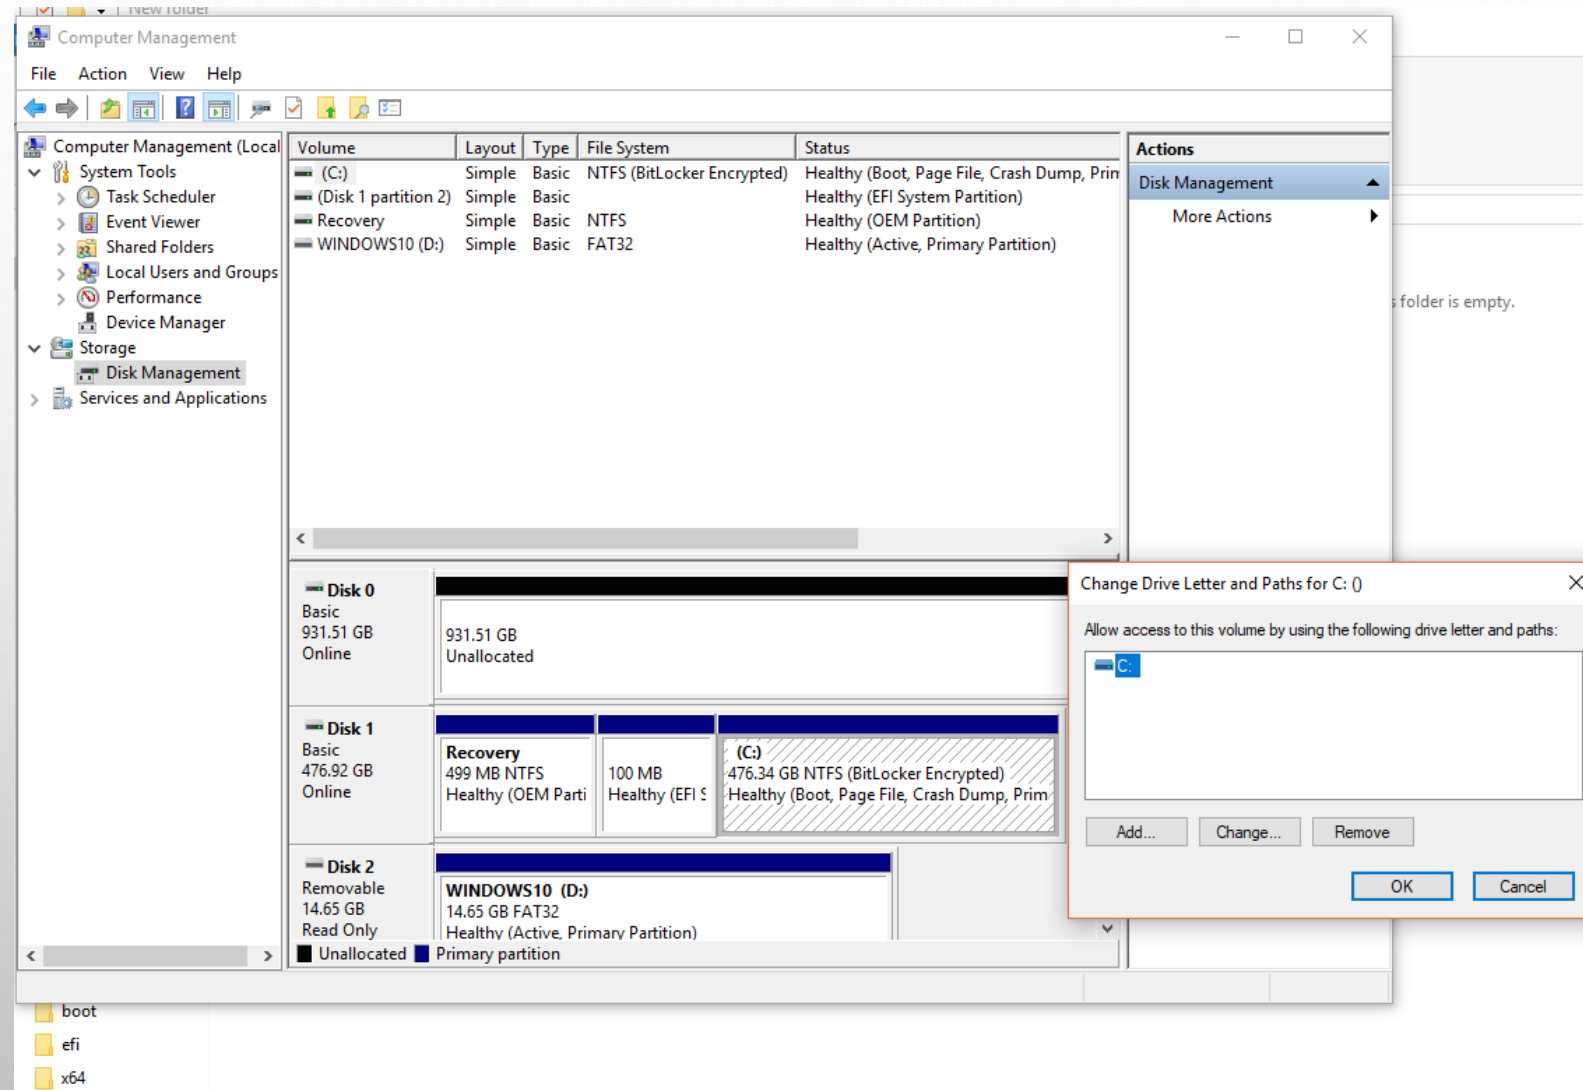 New folder
Computer Management
File Action View Help
Computer Management (Local
System Tools
Task Scheduler
Event Viewer
Shared Folders
Local Users and Groups
Performance
Device Manager
Storage
Disk Management
Services and Applications
Volume Layout Type File System Status
(C:) Simple Basic NTFS (BitLocker Encrypted) Healthy (Boot, Page File, Crash Dump, Prim
(Disk 1 partition 2) Simple Basic Healthy (EFI System Partition)
Recovery Simple Basic NTFS Healthy (OEM Partition)
WINDOWS10 (D:) Simple Basic FAT32 Healthy (Active, Primary Partition)
Actions
Disk Management
More Actions
folder is empty.
Disk 0
Basic
931.51 GB
Online
931.51 GB
Unallocated
Disk 1
Basic
476.92 GB
Online
Recovery
499 MB NTFS
Healthy (OEM Parti
100 MB
Healthy (EFI S
(C:)
476.34 GB NTFS (BitLocker Encrypted)
Healthy (Boot, Page File, Crash Dump, Prim
Disk 2
Removable
14.65 GB
Read Only
WINDOWS10 (D:)
14.65 GB FAT32
Healthy (Active, Primary Partition)
Unallocated Primary partition
Change Drive Letter and Paths for C: ()
Allow access to this volume by using the following drive letter and paths:
C:
Add... Change... Remove
OK Cancel
boot
efi
x64